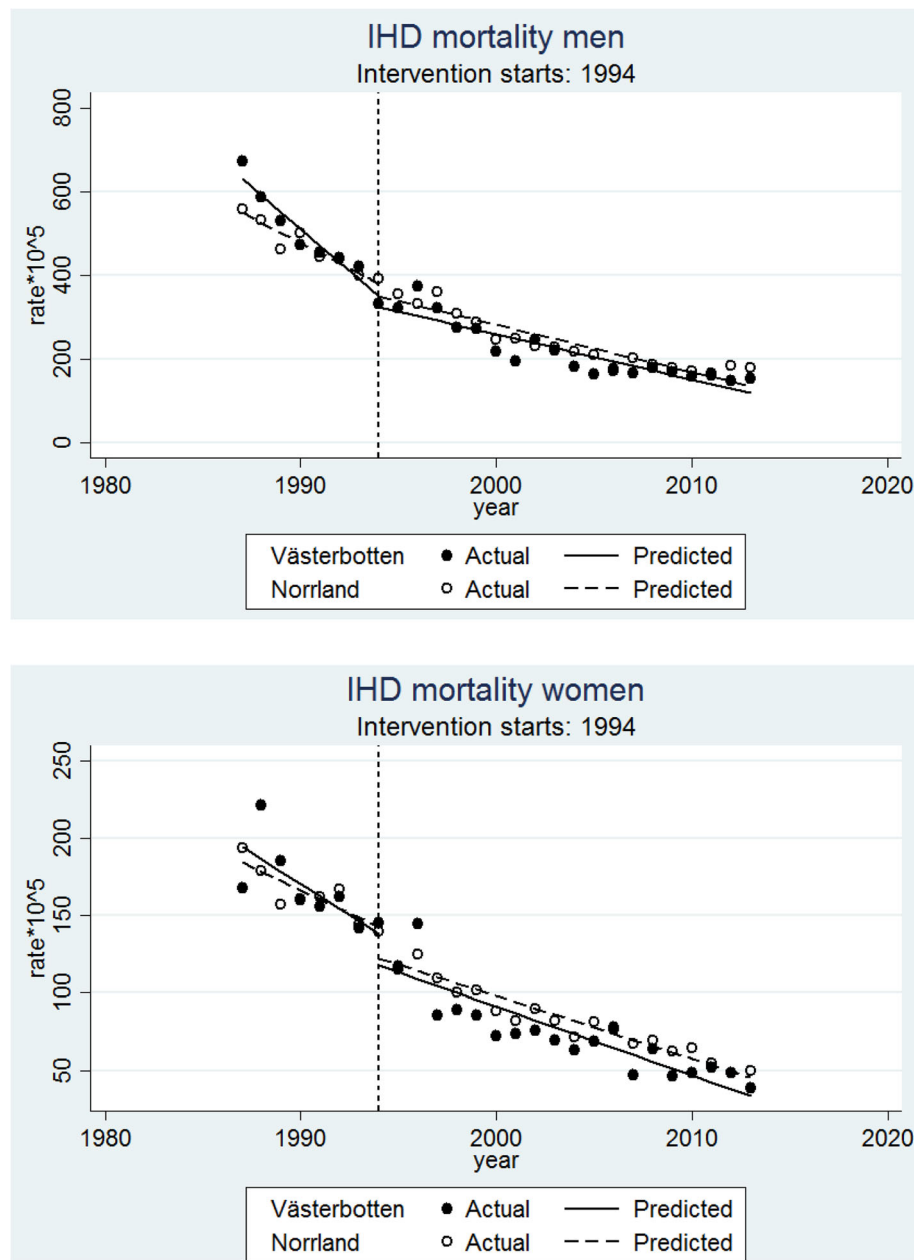 IHD mortality men
Intervention starts: 1994
rate*10^5
800
600
400
200
0
1980 1990 2000 2010 2020
year
Västerbotten Actual Predicted
Norrland Actual Predicted
IHD mortality women
Intervention starts: 1994
rate*10^5
250
200
150
100
50
1980 1990 2000 2010 2020
year
Västerbotten Actual Predicted
Norrland Actual Predicted